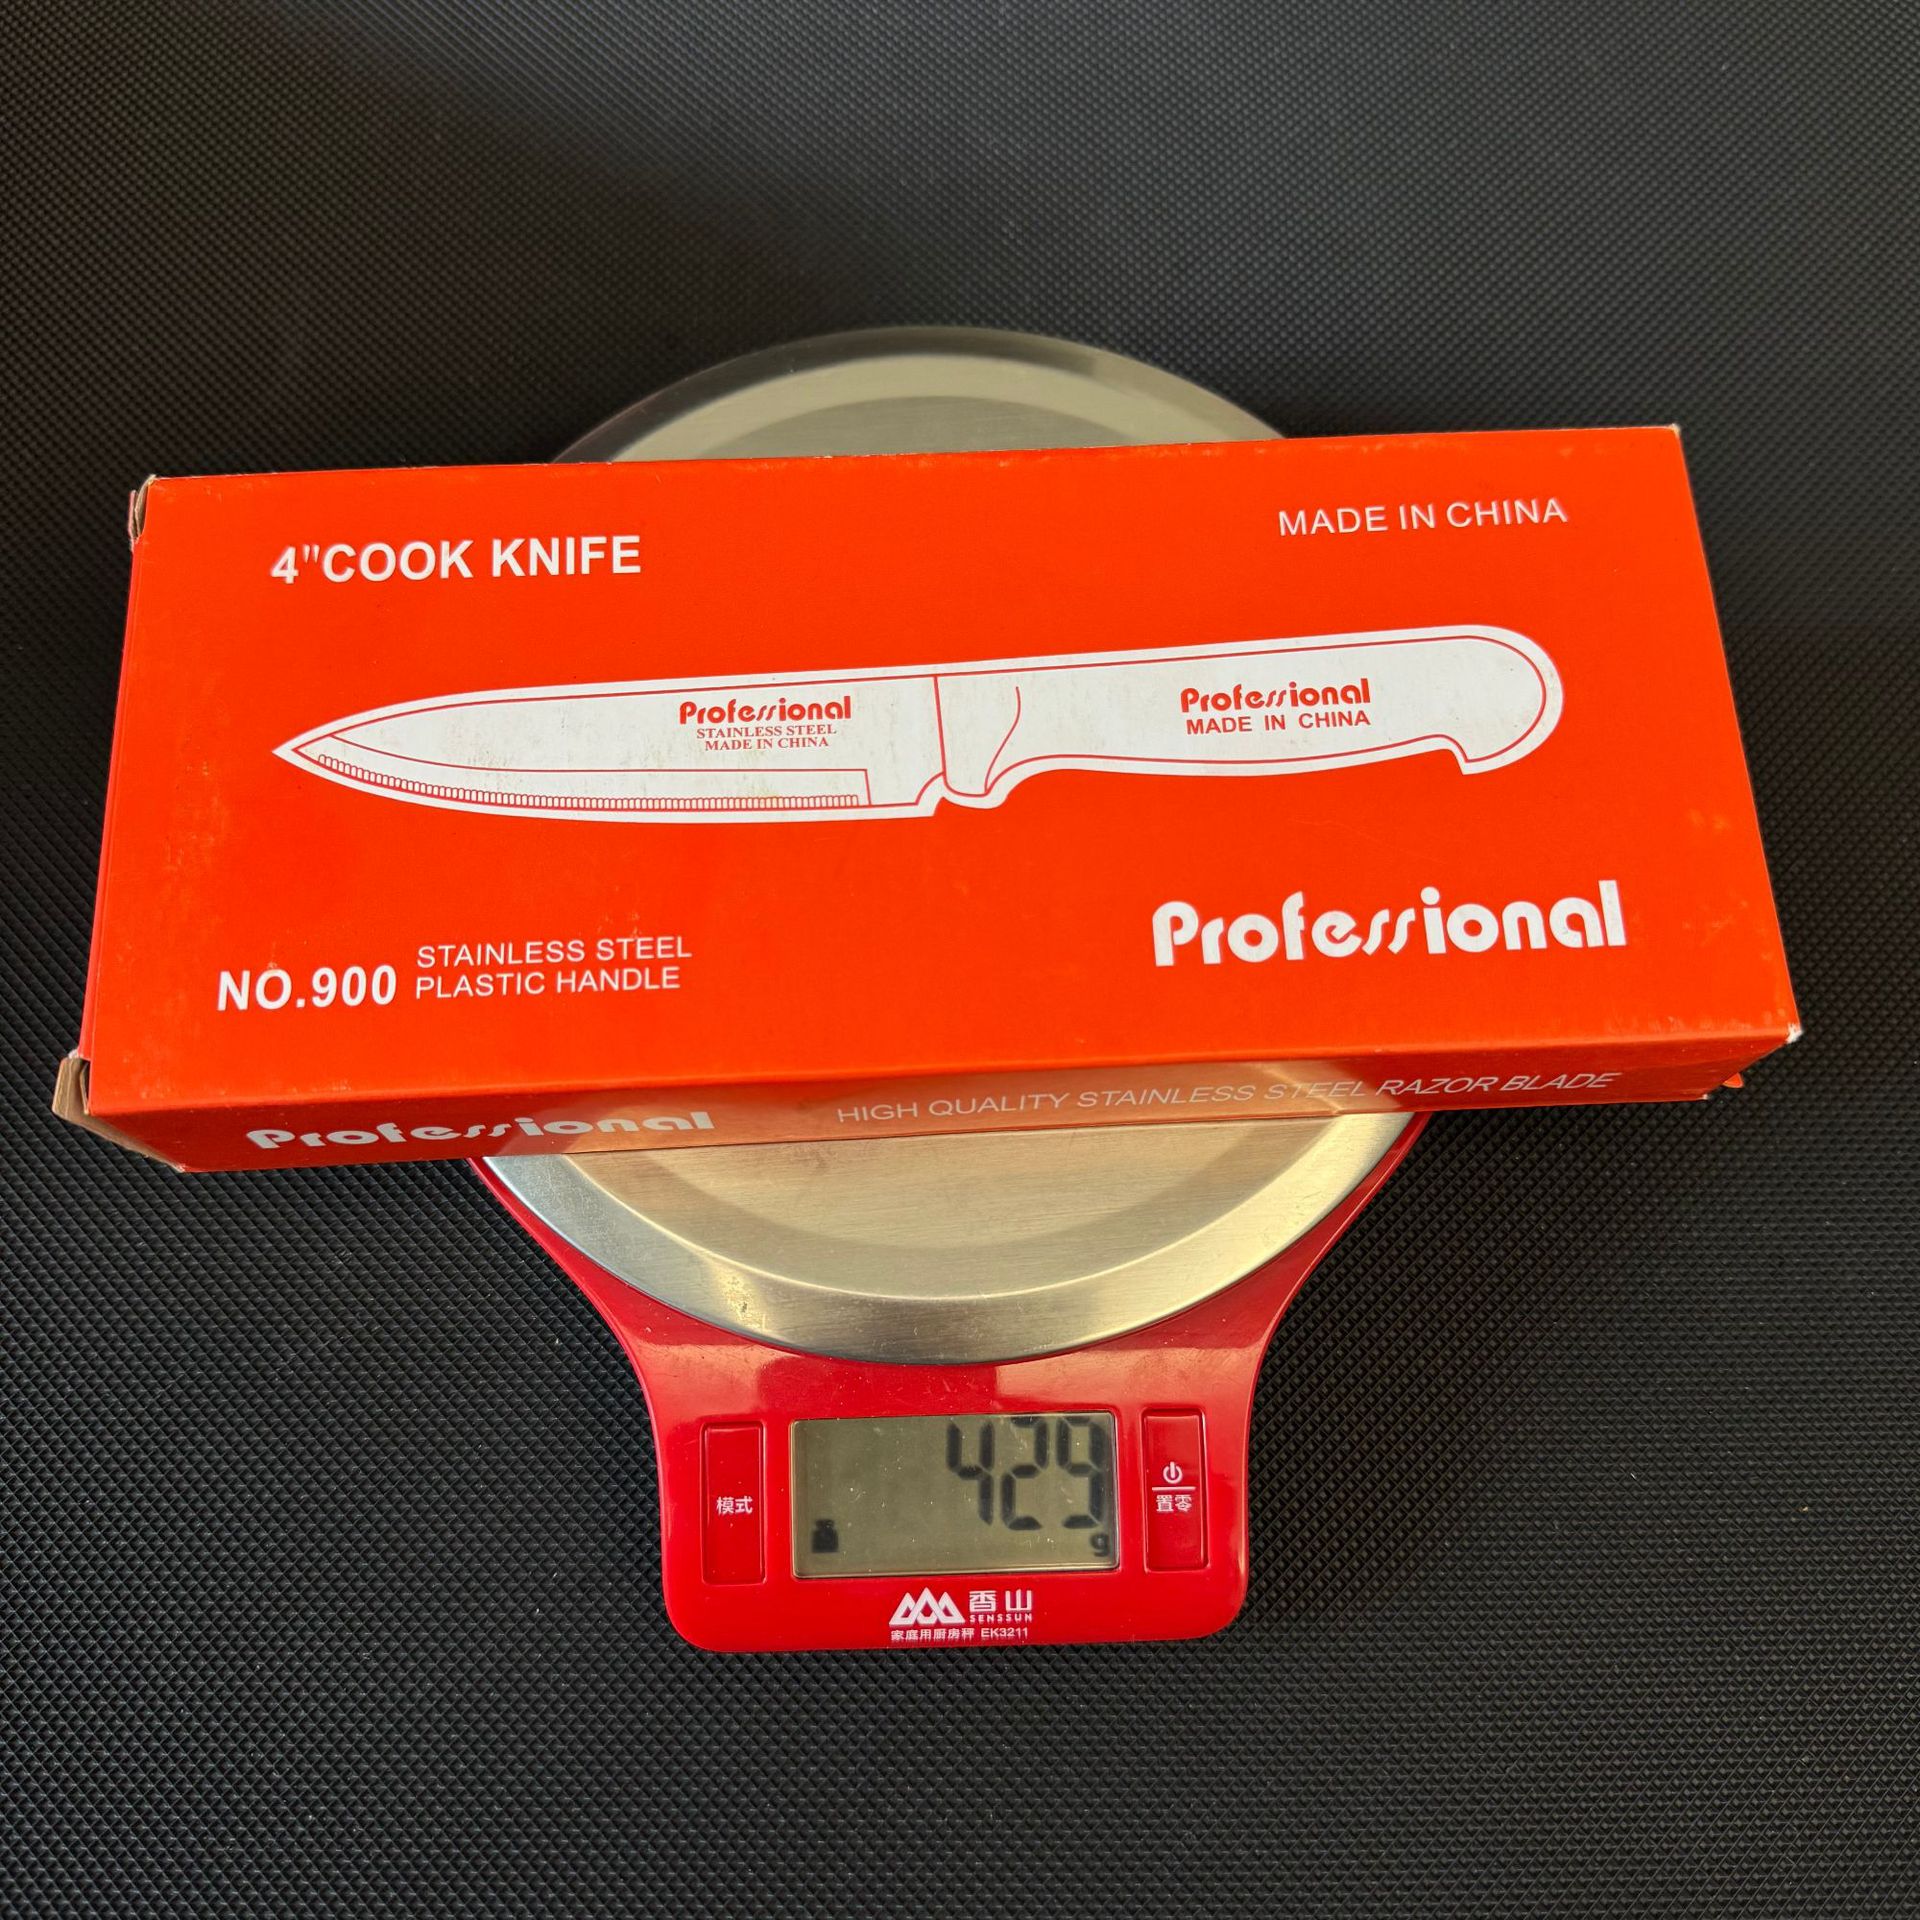 4"COOK KNIFE
MADE IN CHINA
Professional
STAINLESS STEEL
MADE IN CHINA
Professional
MADE IN CHINA
NO.900
STAINLESS STEEL
PLASTIC HANDLE
Professional
Professional
HIGH QUALITY STAINLESS STEEL RAZOR BLADE
429
g
模式
置零
香山
SENSSUN
家庭用厨房秤 EK3211